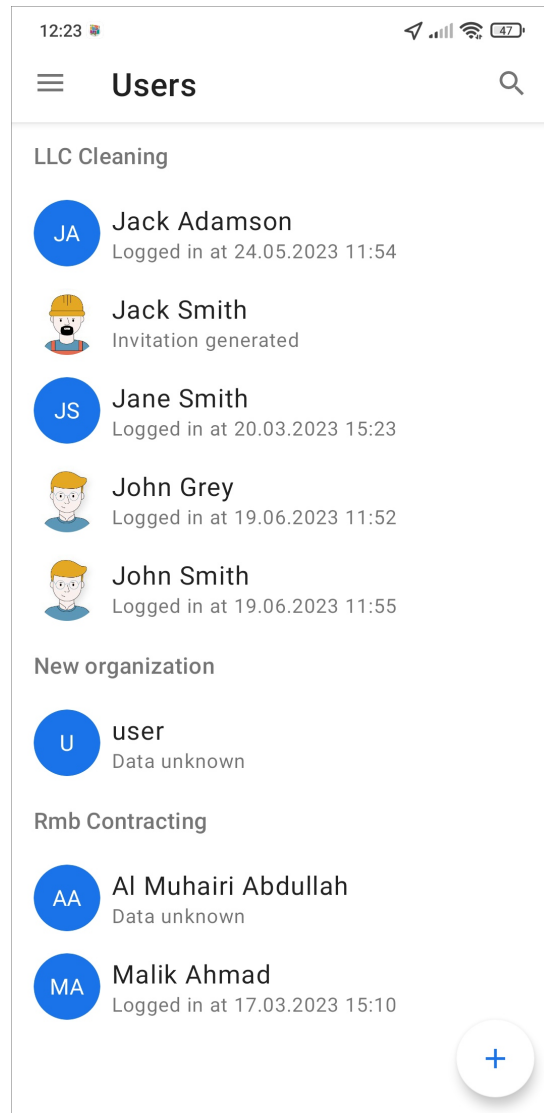 12:23
47
Users
LLC Cleaning
JA
Jack Adamson
Logged in at 24.05.2023 11:54
Jack Smith
Invitation generated
JS
Jane Smith
Logged in at 20.03.2023 15:23
John Grey
Logged in at 19.06.2023 11:52
John Smith
Logged in at 19.06.2023 11:55
New organization
U
user
Data unknown
Rmb Contracting
AA
Al Muhairi Abdullah
Data unknown
MA
Malik Ahmad
Logged in at 17.03.2023 15:10
+